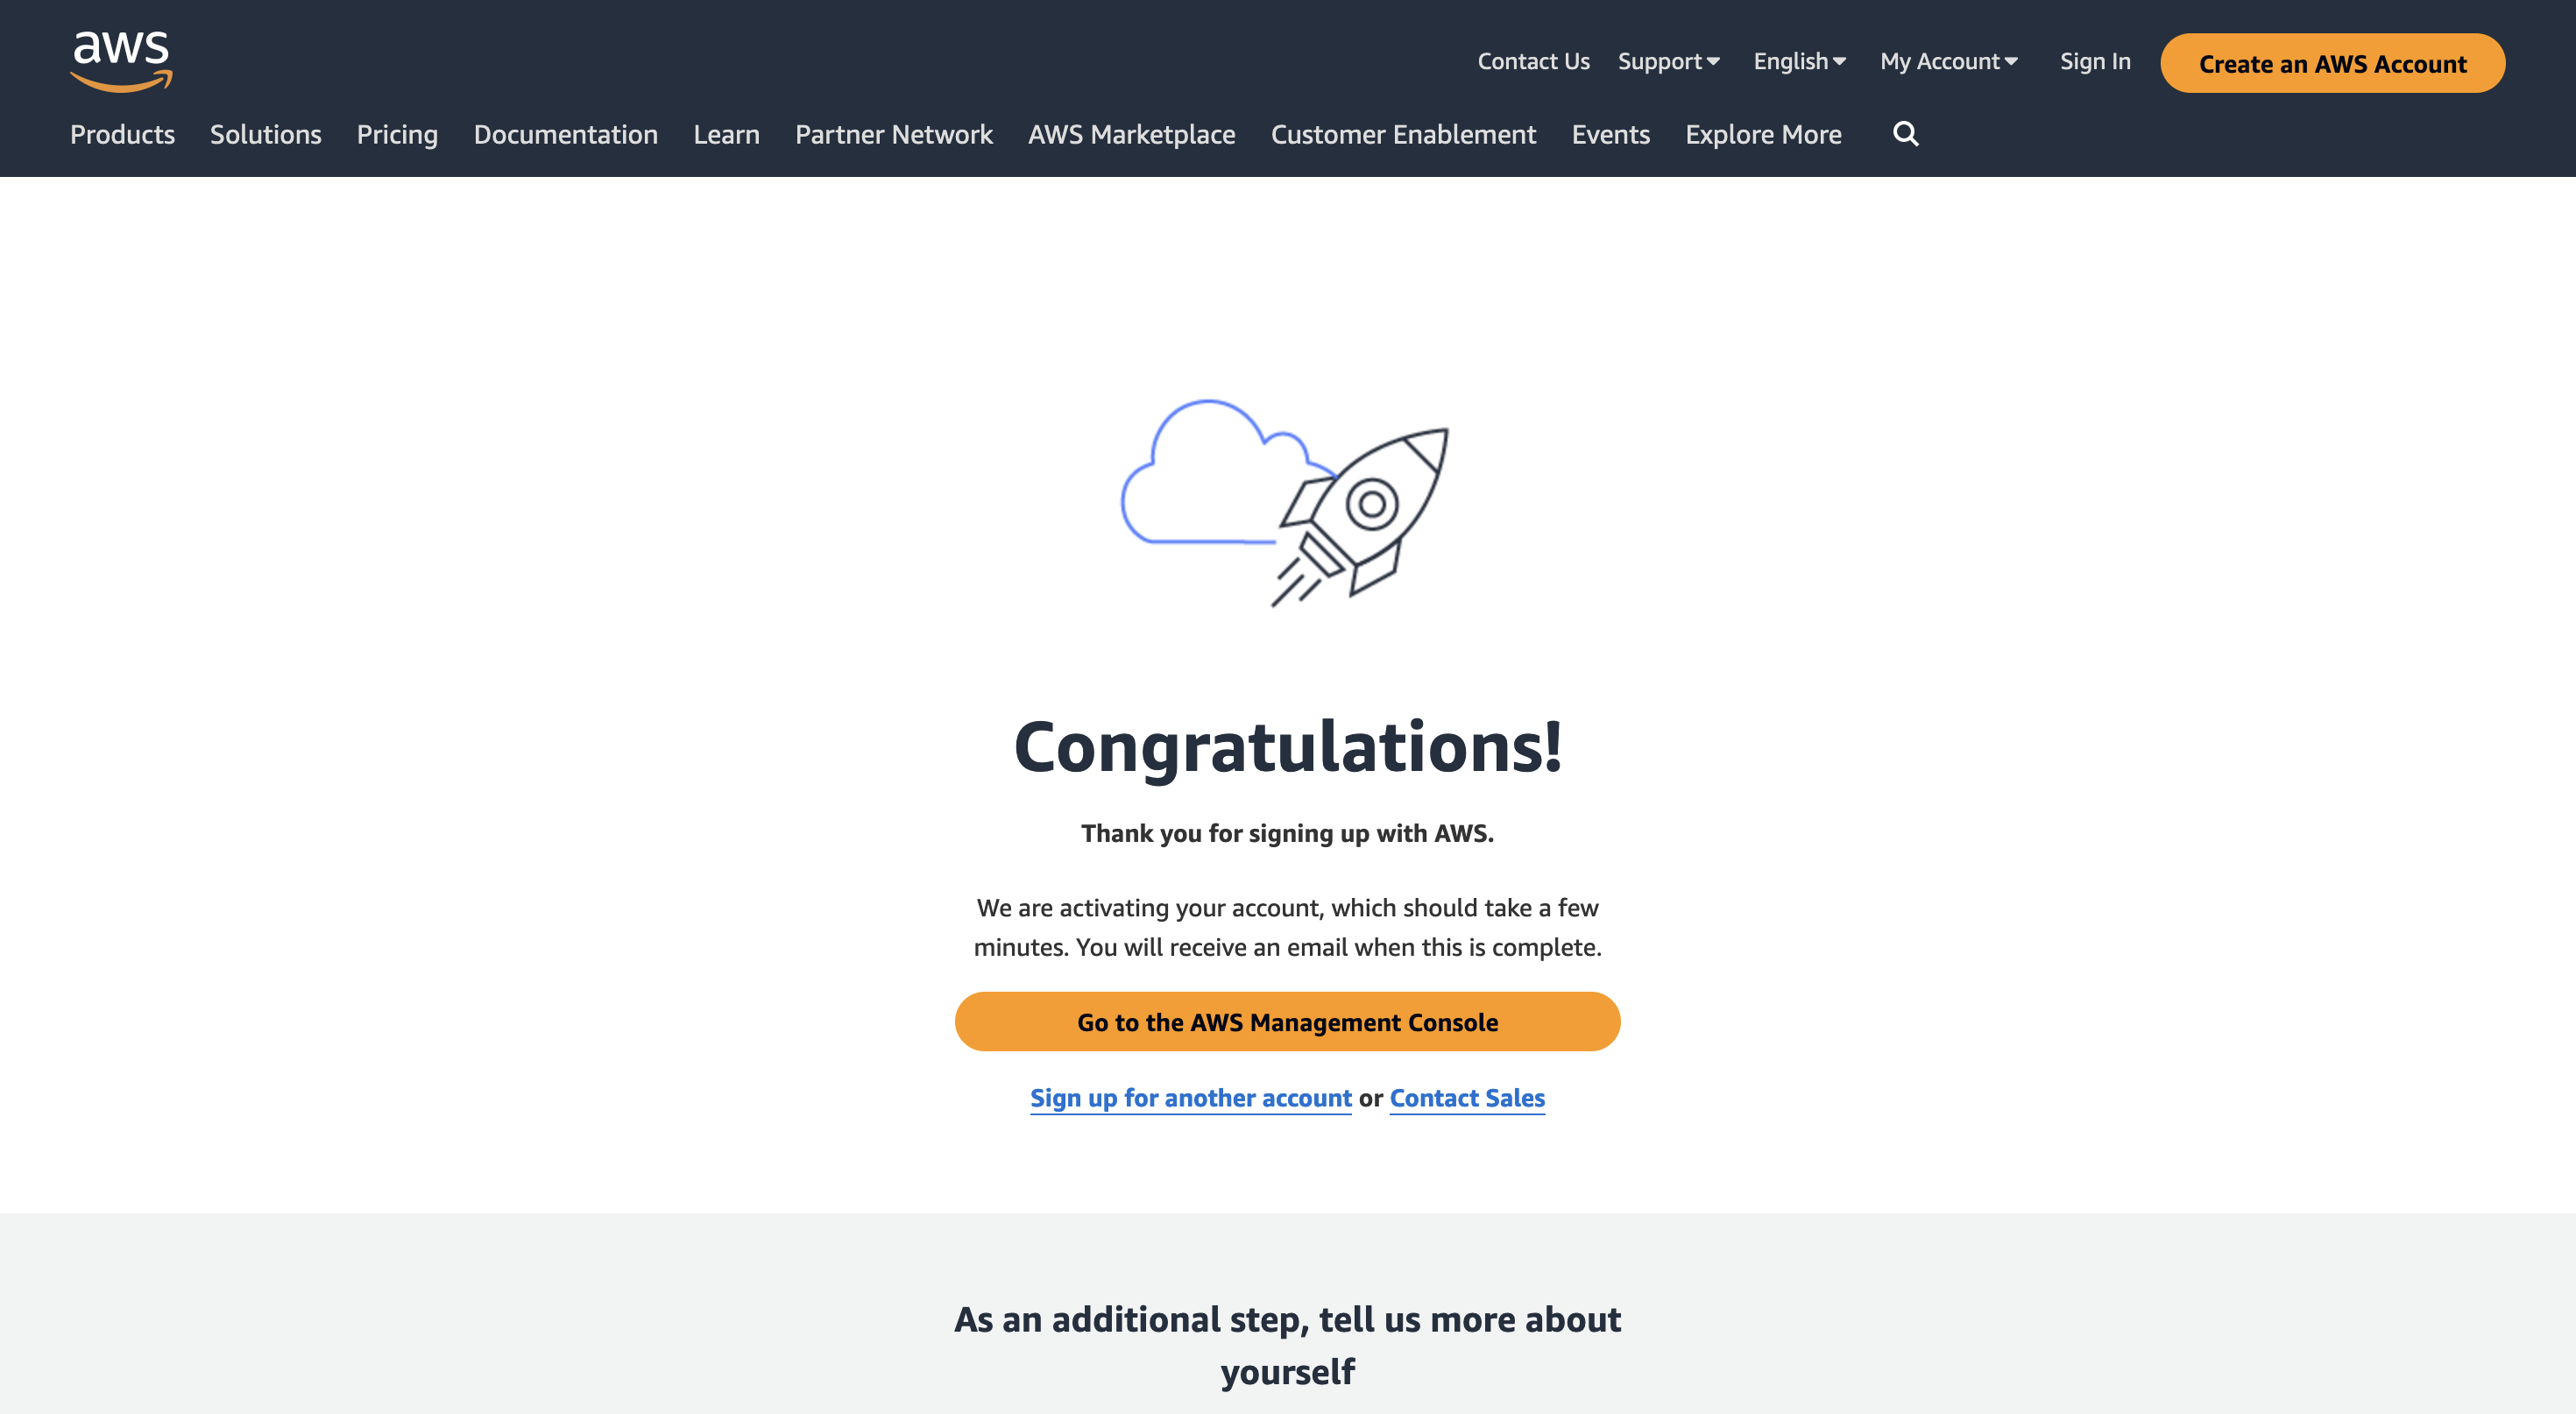 aws
Contact Us Support English My Account Sign In Create an AWS Account
Products Solutions Pricing Documentation Learn Partner Network AWS Marketplace Customer Enablement Events Explore More
Congratulations!
Thank you for signing up with AWS.
We are activating your account, which should take a few
minutes. You will receive an email when this is complete.
Go to the AWS Management Console
Sign up for another account or Contact Sales
As an additional step, tell us more about
yourself